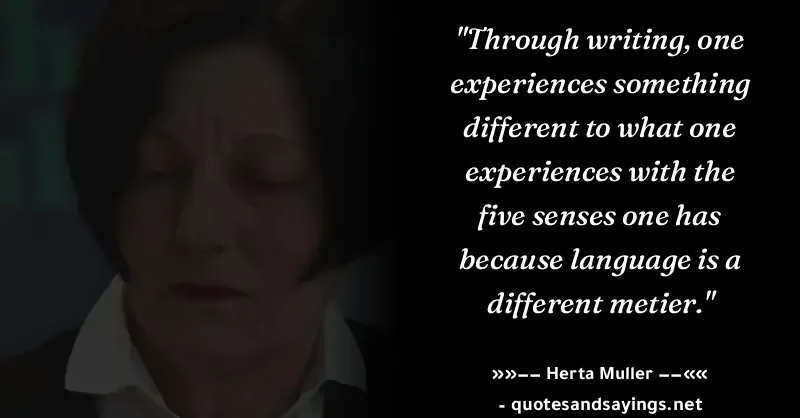 "Through writing, one
experiences something
different to what one
experiences with the
five senses one has
because language is a
different metier."
»»–– Herta Muller ––««
- quotesandsayings.net